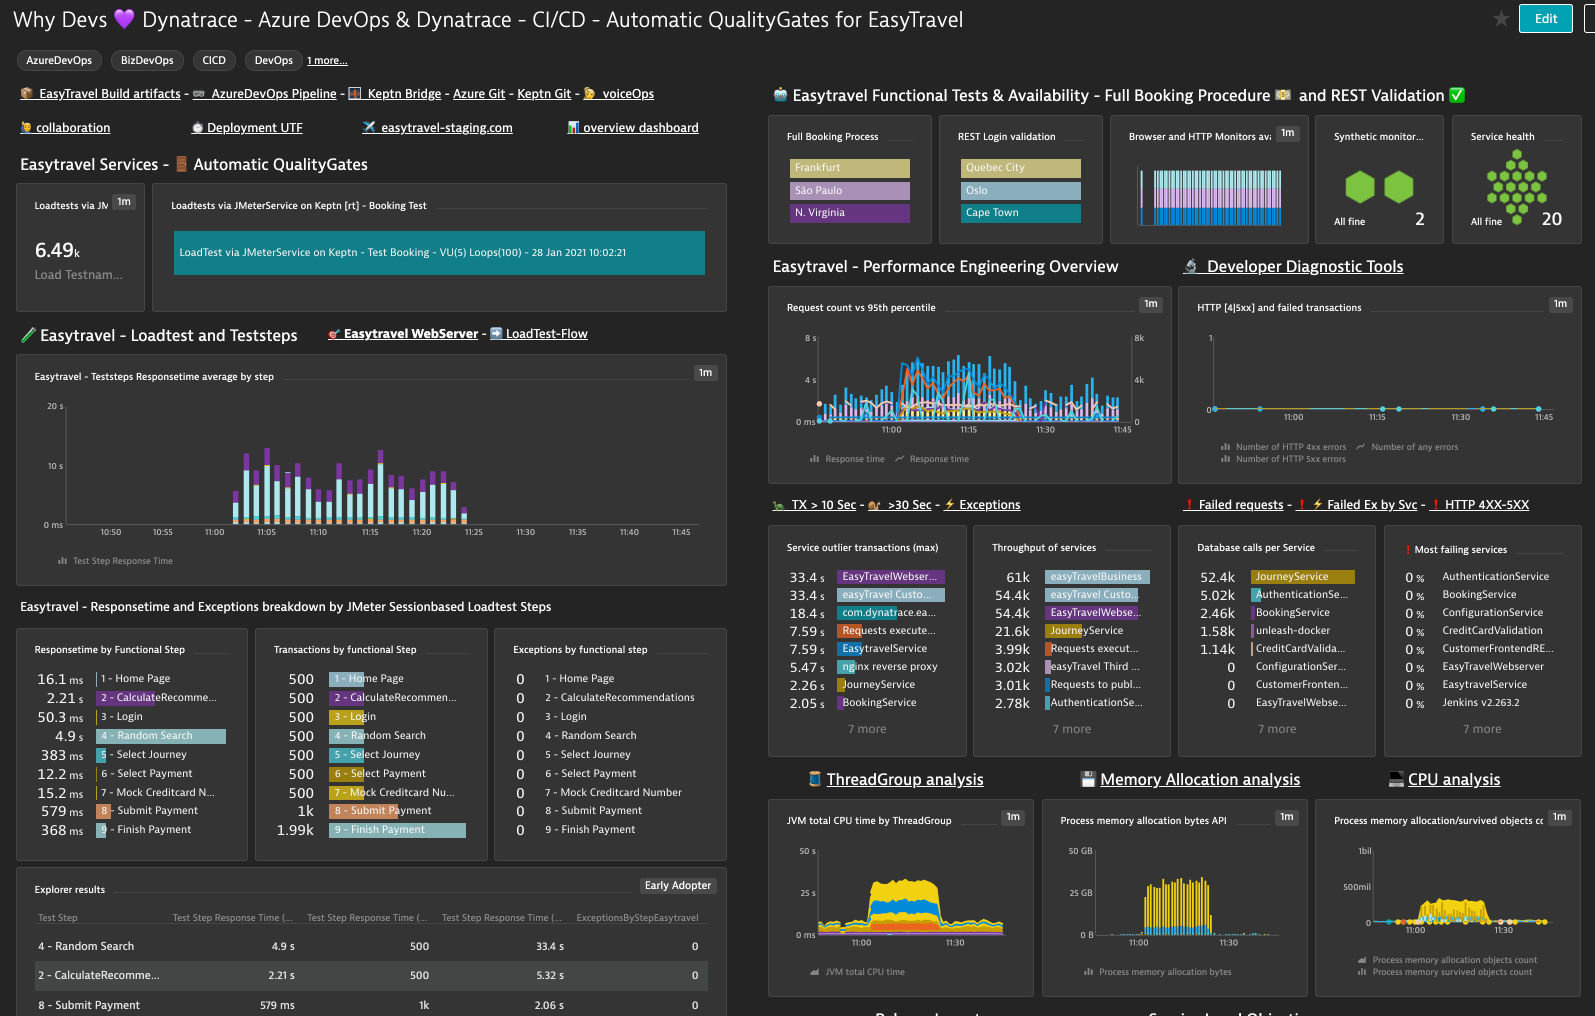 Why Devs 💜 Dynatrace - Azure DevOps & Dynatrace - CI/CD - Automatic QualityGates for EasyTravel
Edit
AzureDevOps BizDevOps CICD DevOps 1 more...
EasyTravel Build artifacts - AzureDevOps Pipeline - Keptn Bridge - Azure Git - Keptn Git - voiceOps
collaboration Deployment UTF easytravel-staging.com overview dashboard
Easytravel Services - 🚪 Automatic QualityGates
Loadtests via JM 1m
6.49k
Load Testnam...
Loadtests via JMeterService on Keptn [rt] - Booking Test
LoadTest via JMeterService on Keptn - Test Booking - VU(5) Loops(100) - 28 Jan 2021 10:02:21
Easytravel - Loadtest and Teststeps
Easytravel WebServer - LoadTest-Flow
Easytravel - Teststeps Responsetime average by step 1m
20 s
10 s
0 ms
10:50 10:55 11:00 11:05 11:10 11:15 11:20 11:25 11:30 11:35 11:40 11:45
Test Step Response Time
Easytravel - Responsetime and Exceptions breakdown by JMeter Sessionbased Loadtest Steps
Responsetime by Functional Step
16.1 ms 1 - Home Page
2.21 s 2 - CalculateRecomme...
50.3 ms 3 - Login
4.9 s 4 - Random Search
383 ms 5 - Select Journey
12.2 ms 6 - Select Payment
15.2 ms 7 - Mock Creditcard N...
579 ms 8 - Submit Payment
368 ms 9 - Finish Payment
Transactions by functional Step
500 1 - Home Page
500 2 - CalculateRecommen...
500 3 - Login
500 4 - Random Search
500 5 - Select Journey
500 6 - Select Payment
500 7 - Mock Creditcard Nu...
1k 8 - Submit Payment
1.99k 9 - Finish Payment
Exceptions by functional step
0 1 - Home Page
0 2 - CalculateRecommendations
0 3 - Login
0 4 - Random Search
0 5 - Select Journey
0 6 - Select Payment
0 7 - Mock Creditcard Number
0 8 - Submit Payment
0 9 - Finish Payment
Explorer results Early Adopter
Test Step Test Step Response Time (... Test Step Response Time (... Test Step Response Time (... ExceptionsByStepEasytravel
4 - Random Search 4.9 s 500 33.4 s 0
2 - CalculateRecomme... 2.21 s 500 5.32 s 0
8 - Submit Payment 579 ms 1k 2.06 s 0
Easytravel Functional Tests & Availability - Full Booking Procedure 💴 and REST Validation ✅
Full Booking Process
Frankfurt
São Paulo
N. Virginia
REST Login validation
Quebec City
Oslo
Cape Town
Browser and HTTP Monitors ava 1m
Synthetic monitor...
All fine 2
Service health
All fine 20
Easytravel - Performance Engineering Overview
Developer Diagnostic Tools
Request count vs 95th percentile 1m
8 s 8k
4 s 4k
0 ms 0
11:00 11:15 11:30 11:45
Response time Response time
HTTP [4|5xx] and failed transactions 1m
1
0
11:00 11:15 11:30 11:45
Number of HTTP 4xx errors Number of any errors
Number of HTTP 5xx errors
TX > 10 Sec - >30 Sec - ⚡ Exceptions
❗ Failed requests - ❗ ⚡ Failed Ex by Svc - ❗ HTTP 4XX-5XX
Service outlier transactions (max)
33.4 s EasyTravelWebser...
33.4 s easyTravel Custo...
18.4 s com.dynatrace.ea...
7.59 s Requests execute...
7.59 s EasytravelService
5.47 s nginx reverse proxy
2.26 s JourneyService
2.05 s BookingService
7 more
Throughput of services
61k easyTravelBusiness
54.4k easyTravel Custo...
54.4k EasyTravelWebse...
21.6k JourneyService
3.99k Requests execut...
3.02k easyTravel Third ...
3.01k Requests to publ...
2.78k AuthenticationSe...
7 more
Database calls per Service
52.4k JourneyService
5.02k AuthenticationSe...
2.46k BookingService
1.58k unleash-docker
1.14k CreditCardValida...
0 ConfigurationSer...
0 CustomerFronten...
0 EasyTravelWebse...
7 more
❗ Most failing services
0 % AuthenticationService
0 % BookingService
0 % ConfigurationService
0 % CreditCardValidation
0 % CustomerFrontendRE...
0 % EasyTravelWebserver
0 % EasytravelService
0 % Jenkins v2.263.2
7 more
ThreadGroup analysis
Memory Allocation analysis
CPU analysis
JVM total CPU time by ThreadGroup 1m
50 s
25 s
0 ms
11:00 11:30
JVM total CPU time
Process memory allocation bytes API 1m
50 GB
25 GB
0 B
11:00 11:30
Process memory allocation bytes
Process memory allocation/survived objects cc 1m
1bil
500mil
0
11:00 11:30
Process memory allocation objects count
Process memory survived objects count